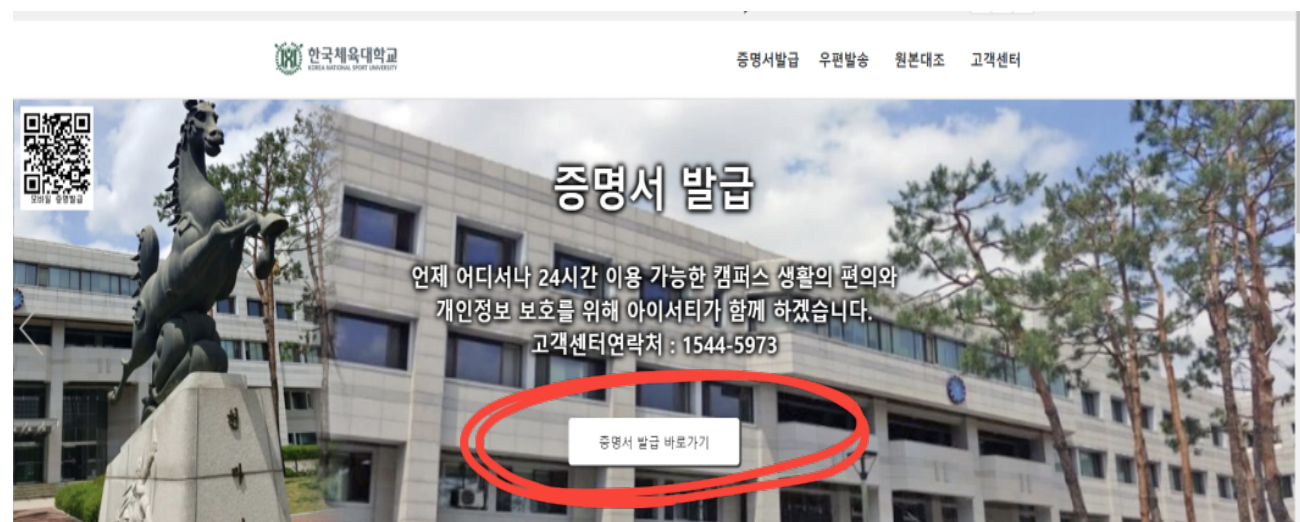 한국체육대학교
KOREA NATIONAL SPORT UNIVERSITY
증명서발급 우편발송 원본대조 고객센터
모바일 증명발급
증명서 발급
언제 어디서나 24시간 이용 가능한 캠퍼스 생활의 편의와
개인정보 보호를 위해 아이서티가 함께 하겠습니다.
고객센터연락처 : 1544-5973
증명서 발급 바로가기